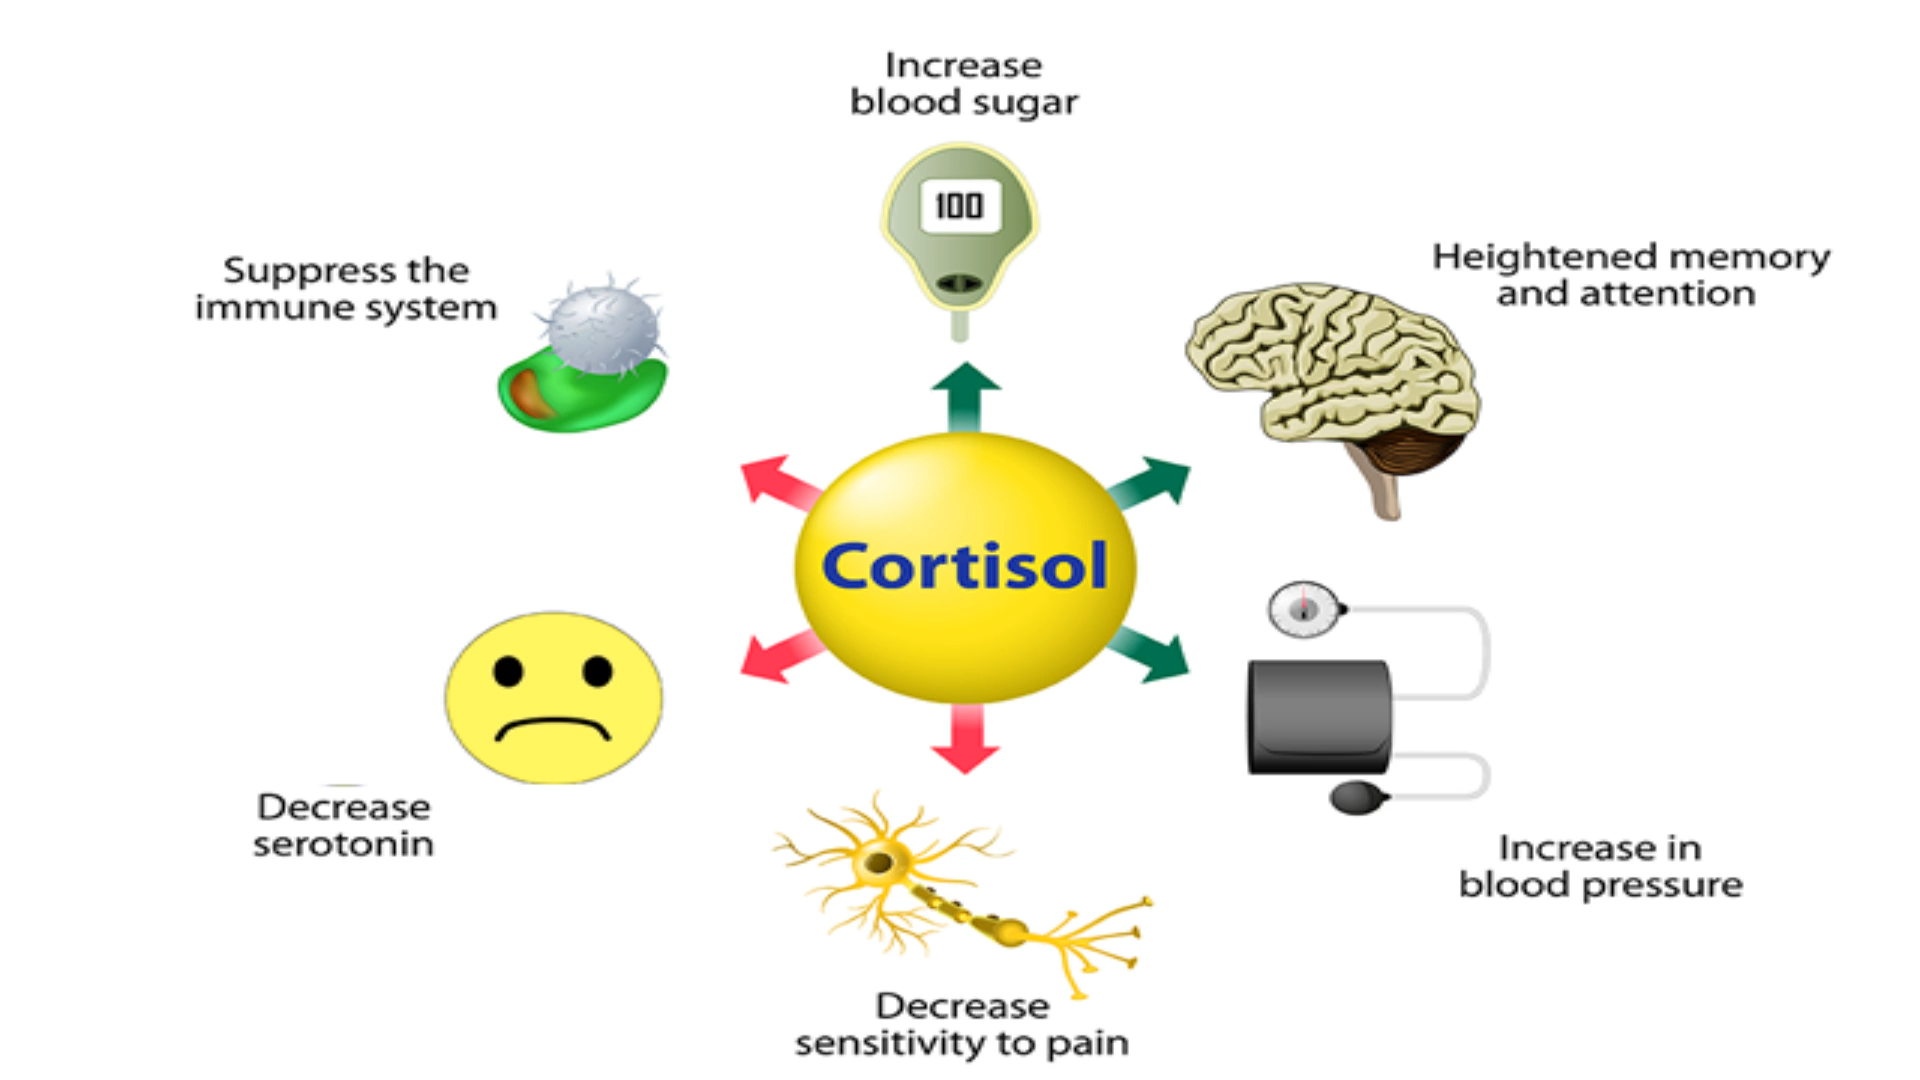 Increase
blood sugar
100
Suppress the
immune system
Heightened memory
and attention
Cortisol
Decrease
serotonin
Increase in
blood pressure
Decrease
sensitivity to pain